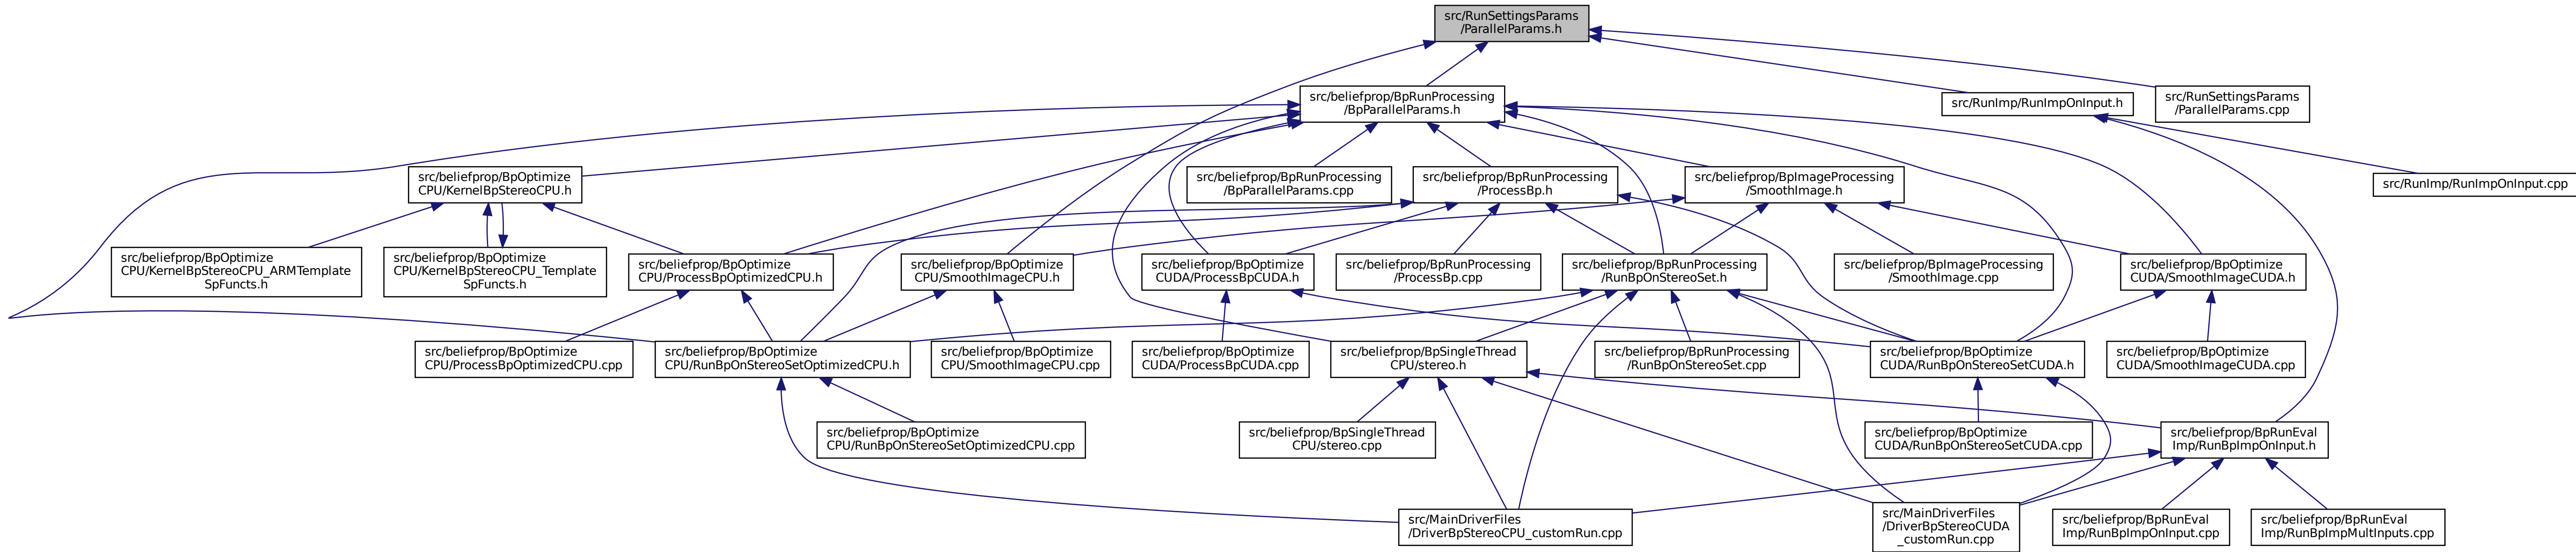 src/RunSettingsParams
/ParallelParams.h
src/beliefprop/BpRunProcessing
/BpParallelParams.h
src/RunImp/RunImpOnInput.h
src/RunSettingsParams
/ParallelParams.cpp
src/beliefprop/BpOptimize
CPU/KernelBpStereoCPU.h
src/beliefprop/BpRunProcessing
/BpParallelParams.cpp
src/beliefprop/BpRunProcessing
/ProcessBp.h
src/beliefprop/BpImageProcessing
/SmoothImage.h
src/RunImp/RunImpOnInput.cpp
src/beliefprop/BpOptimize
CPU/KernelBpStereoCPU_ARMTemplate
SpFuncts.h
src/beliefprop/BpOptimize
CPU/KernelBpStereoCPU_Template
SpFuncts.h
src/beliefprop/BpOptimize
CPU/ProcessBpOptimizedCPU.h
src/beliefprop/BpOptimize
CPU/SmoothImageCPU.h
src/beliefprop/BpOptimize
CUDA/ProcessBpCUDA.h
src/beliefprop/BpRunProcessing
/ProcessBp.cpp
src/beliefprop/BpRunProcessing
/RunBpOnStereoSet.h
src/beliefprop/BpImageProcessing
/SmoothImage.cpp
src/beliefprop/BpOptimize
CUDA/SmoothImageCUDA.h
src/beliefprop/BpOptimize
CPU/ProcessBpOptimizedCPU.cpp
src/beliefprop/BpOptimize
CPU/RunBpOnStereoSetOptimizedCPU.h
src/beliefprop/BpOptimize
CPU/SmoothImageCPU.cpp
src/beliefprop/BpOptimize
CUDA/ProcessBpCUDA.cpp
src/beliefprop/BpSingleThread
CPU/stereo.h
src/beliefprop/BpRunProcessing
/RunBpOnStereoSet.cpp
src/beliefprop/BpOptimize
CUDA/RunBpOnStereoSetCUDA.h
src/beliefprop/BpOptimize
CUDA/SmoothImageCUDA.cpp
src/beliefprop/BpOptimize
CPU/RunBpOnStereoSetOptimizedCPU.cpp
src/beliefprop/BpSingleThread
CPU/stereo.cpp
src/beliefprop/BpOptimize
CUDA/RunBpOnStereoSetCUDA.cpp
src/beliefprop/BpRunEval
Imp/RunBpImpOnInput.h
src/MainDriverFiles
/DriverBpStereoCPU_customRun.cpp
src/MainDriverFiles
/DriverBpStereoCUDA
_customRun.cpp
src/beliefprop/BpRunEval
Imp/RunBpImpOnInput.cpp
src/beliefprop/BpRunEval
Imp/RunBpImpMultInputs.cpp